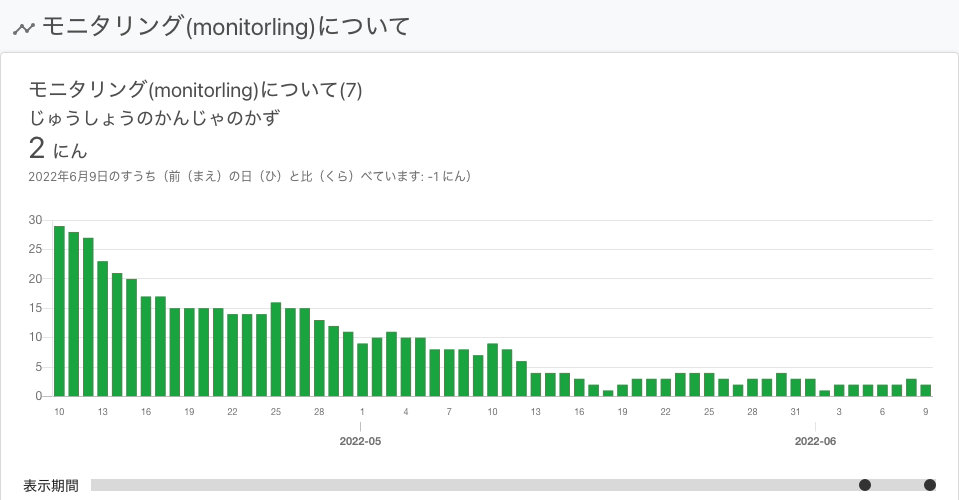 モニタリング(monitorling)について
モニタリング(monitorling)について(7)
じゅうしょうのかんじゃのかず
2 にん
2022年6月9日のすうち（前（まえ）の日（ひ）と比（くら）べています: -1 にん）
30
25
20
15
10
5
0
10 13 16 19 22 25 28 1 4 7 10 13 16 19 22 25 28 31 3 6 9
2022-05 2022-06
表示期間